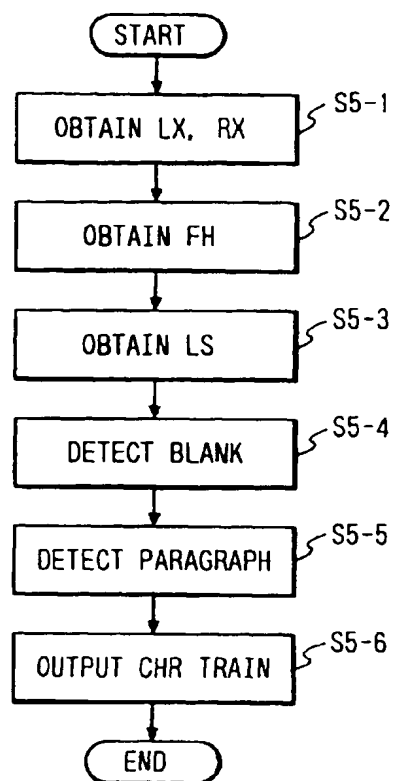 START
S5-1
OBTAIN LX, RX
S5-2
OBTAIN FH
S5-3
OBTAIN LS
S5-4
DETECT BLANK
S5-5
DETECT PARAGRAPH
S5-6
OUTPUT CHR TRAIN
END